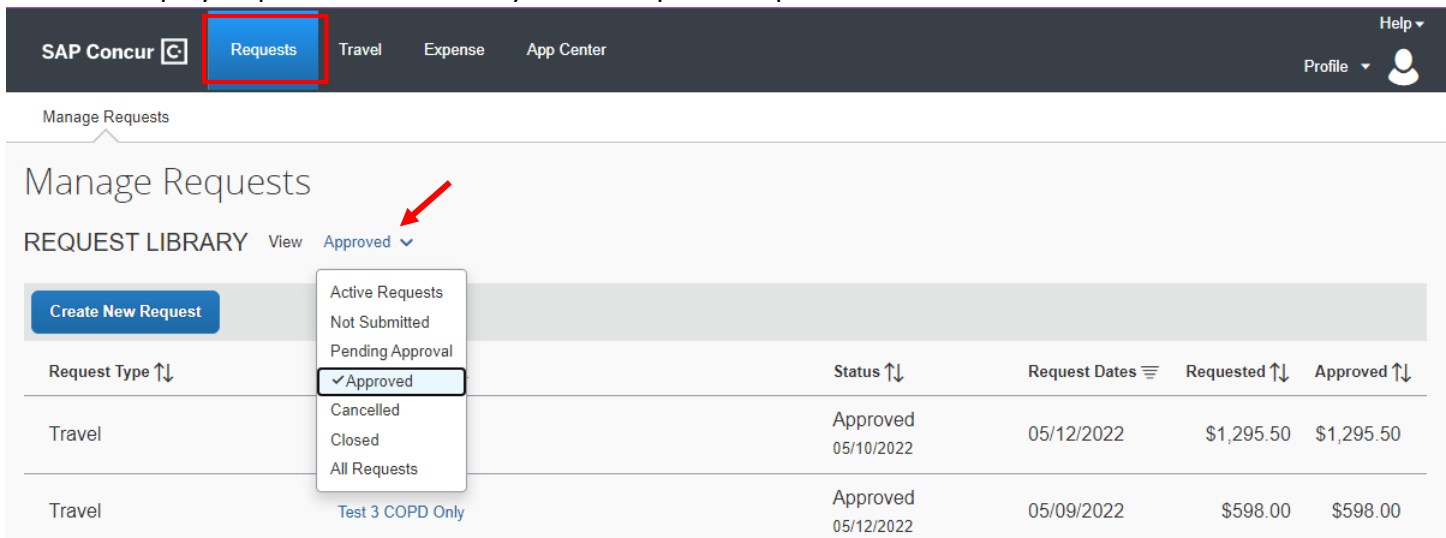 Help
SAP Concur C Requests Travel Expense App Center
Profile
Manage Requests
Manage Requests
REQUEST LIBRARY View Approved
Active Requests
Create New Request
Not Submitted
Pending Approval
Request Type Status Request Dates Requested Approved
✓Approved
Cancelled
Travel Approved 05/12/2022 $1,295.50 $1,295.50
05/10/2022
Closed
All Requests
Travel Test 3 COPD Only Approved 05/09/2022 $598.00 $598.00
05/12/2022